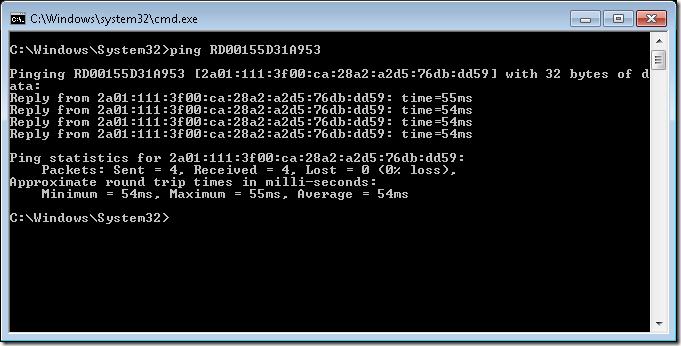 C:\Windows\system32\cmd.exe
C:\Windows\System32>ping RD00155D31A953
Pinging RD00155D31A953 [2a01:111:3f00:ca:28a2:a2d5:76db:dd59] with 32 bytes of d
ata:
Reply from 2a01:111:3f00:ca:28a2:a2d5:76db:dd59: time=55ms
Reply from 2a01:111:3f00:ca:28a2:a2d5:76db:dd59: time=54ms
Reply from 2a01:111:3f00:ca:28a2:a2d5:76db:dd59: time=54ms
Reply from 2a01:111:3f00:ca:28a2:a2d5:76db:dd59: time=54ms
Ping statistics for 2a01:111:3f00:ca:28a2:a2d5:76db:dd59:
    Packets: Sent = 4, Received = 4, Lost = 0 (0% loss),
Approximate round trip times in milli-seconds:
    Minimum = 54ms, Maximum = 55ms, Average = 54ms
C:\Windows\System32>